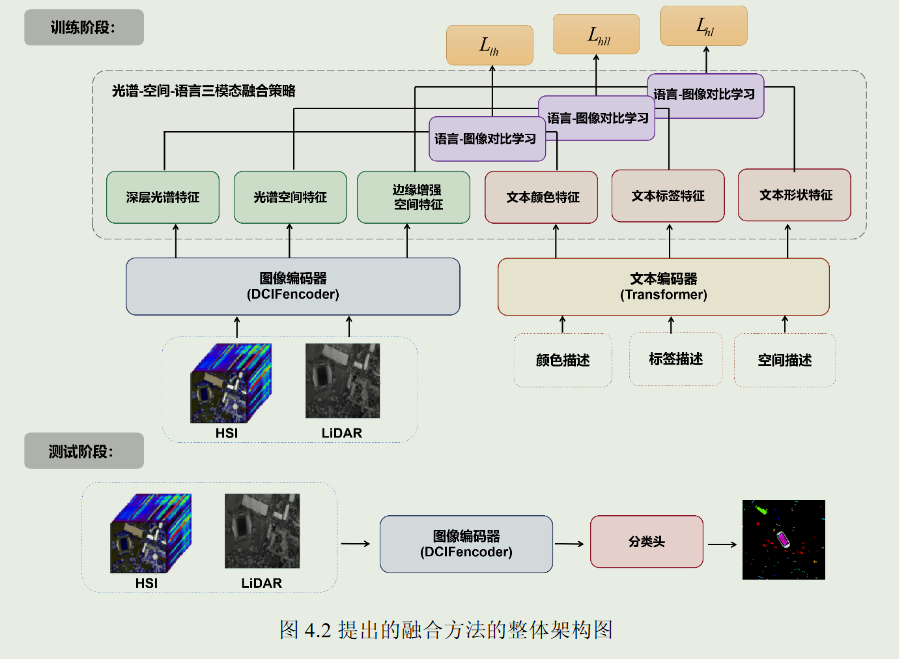 训练阶段：
L_lh
L_hll
L_hl
光谱-空间-语言三模态融合策略
语言-图像对比学习
语言-图像对比学习
语言-图像对比学习
深层光谱特征
光谱空间特征
边缘增强
空间特征
文本颜色特征
文本标签特征
文本形状特征
图像编码器
(DCIFencoder)
文本编码器
(Transformer)
颜色描述
标签描述
空间描述
HSI
LiDAR
测试阶段：
HSI
LiDAR
图像编码器
(DCIFencoder)
分类头
图 4.2 提出的融合方法的整体架构图